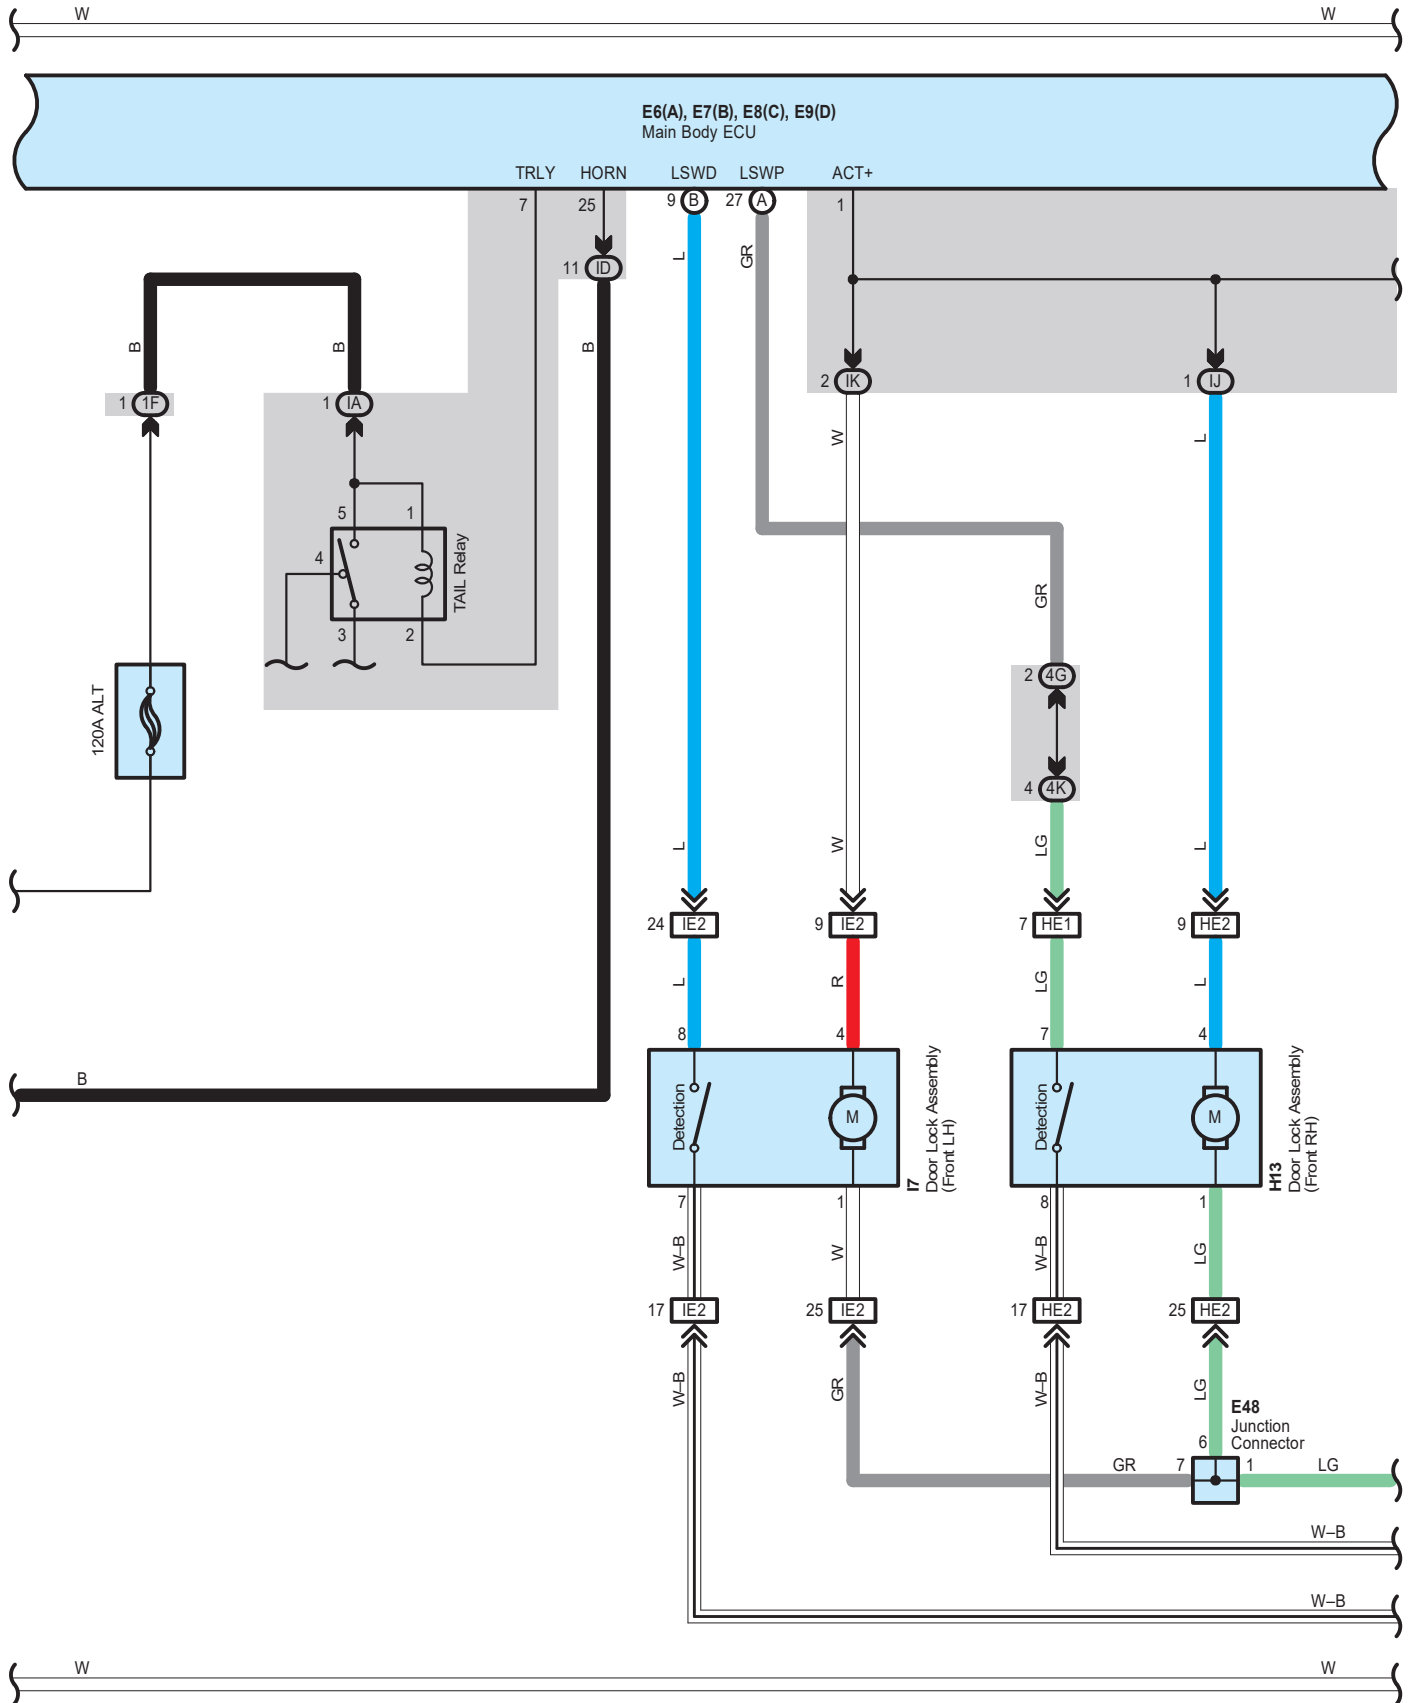 W W
E6(A), E7(B), E8(C), E9(D)
Main Body ECU
TRLY HORN LSWD LSWP ACT+
7 25 9 B 27 A 1
L GR
11 ID
B B B
1 1F 1 IA 2 IK 1 IJ
W L
5 1
4
TAIL Relay
3 2
GR
2 4G
120A ALT
4 4K
L W LG L
24 IE2 9 IE2 7 HE1 9 HE2
L R LG L
8 4 7 4
B
Detection M
I7
Door Lock Assembly
(Front LH)
Detection M
H13
Door Lock Assembly
(Front RH)
7 1 8 1
W–B W W–B LG
17 IE2 25 IE2 17 HE2 25 HE2
W–B GR W–B LG
E48
Junction
Connector
6
GR 7 1 LG
W–B
W–B
W W